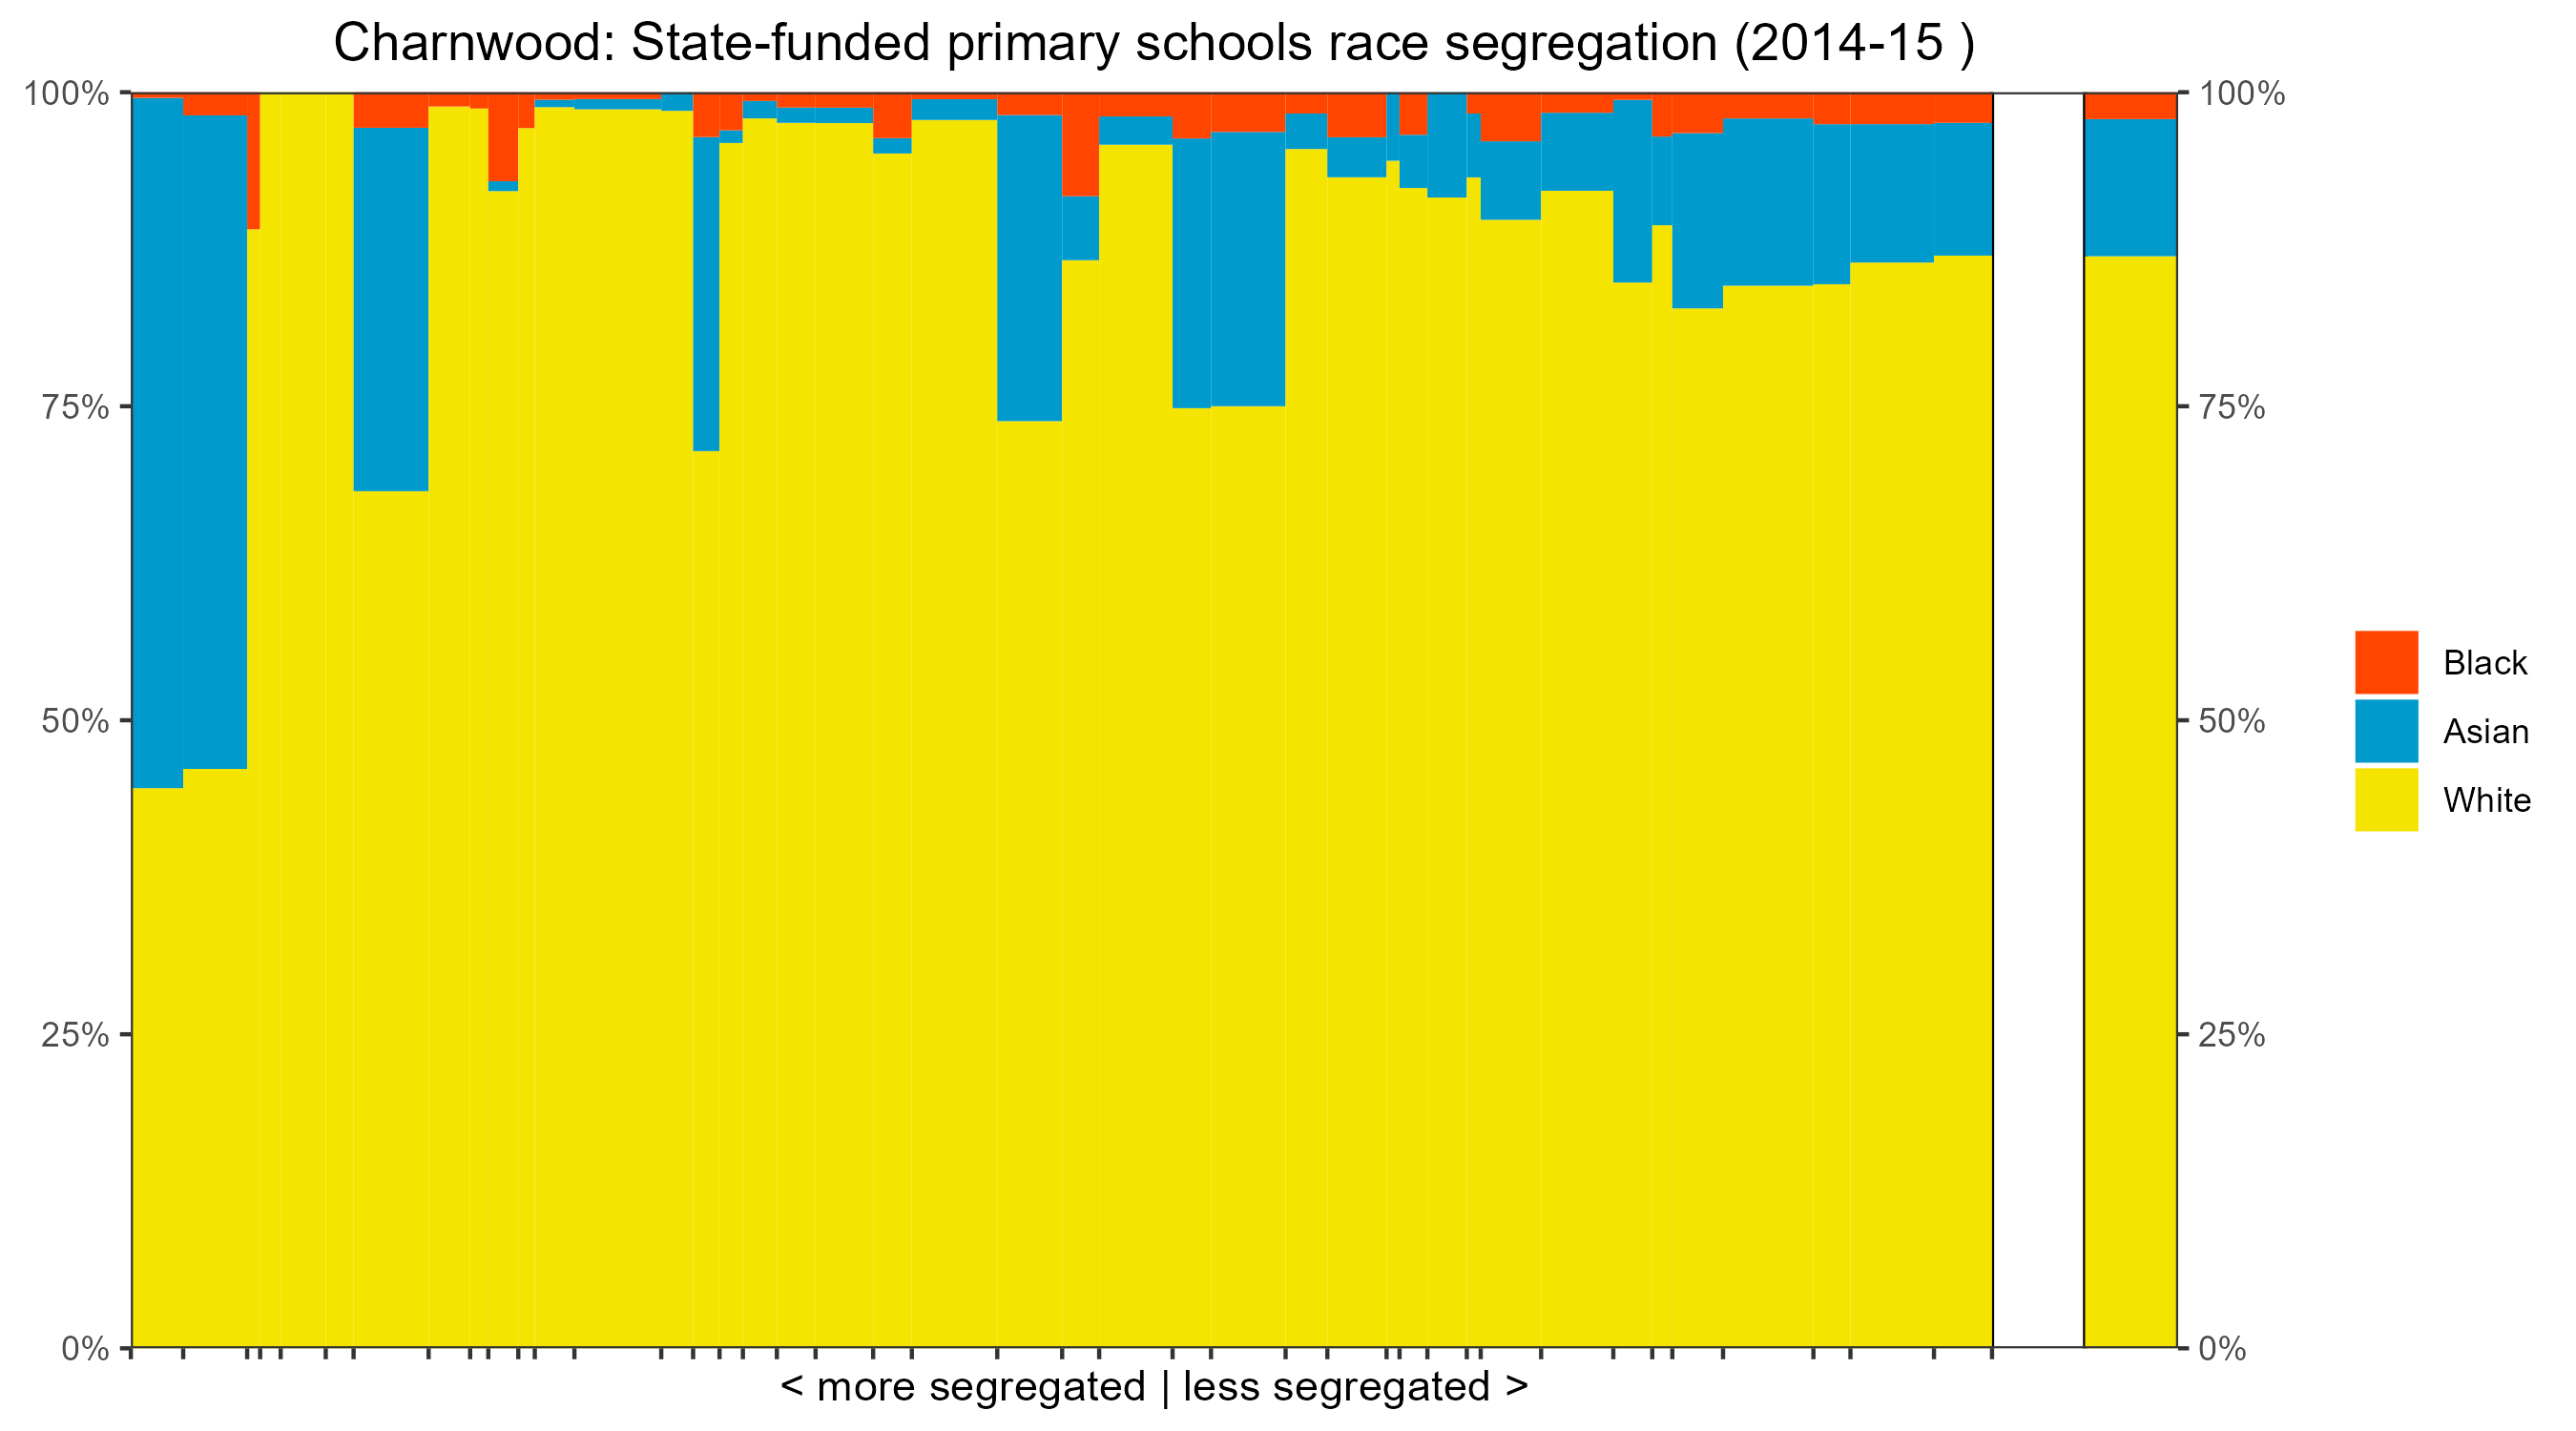 Charnwood: State-funded primary schools race segregation (2014-15 )
100%
75%
50%
25%
0%
100%
75%
50%
25%
0%
Black
Asian
White
< more segregated | less segregated >